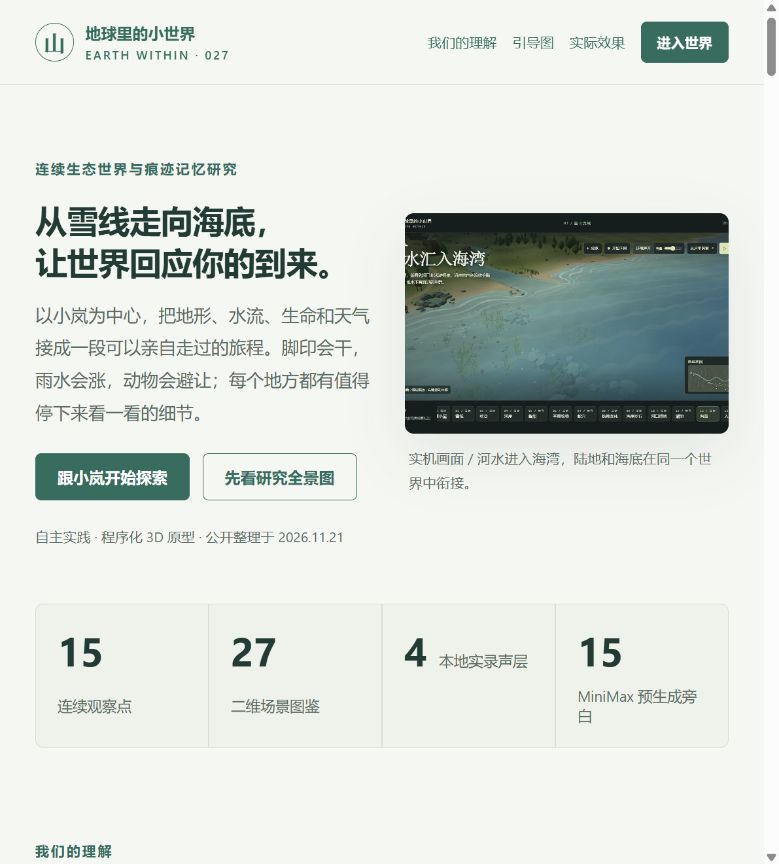 山
地球里的小世界
EARTH WITHIN · 027
我们的理解
引导图
实际效果
进入世界
连续生态世界与痕迹记忆研究
从雪线走向海底，
让世界回应你的到来。
以小岚为中心，把地形、水流、生命和天气
接成一段可以亲自走过的旅程。脚印会干，
雨水会涨，动物会避让；每个地方都有值得
停下来看一看的细节。
跟小岚开始探索
先看研究全景图
自主实践 · 程序化 3D 原型 · 公开整理于 2026.11.21
水汇入海湾
实机画面 / 河水进入海湾，陆地和海底在同一个世
界中衔接。
15
连续观察点
27
二维场景图鉴
4 本地实录声层
15
MiniMax 预生成旁
白
我们的理解